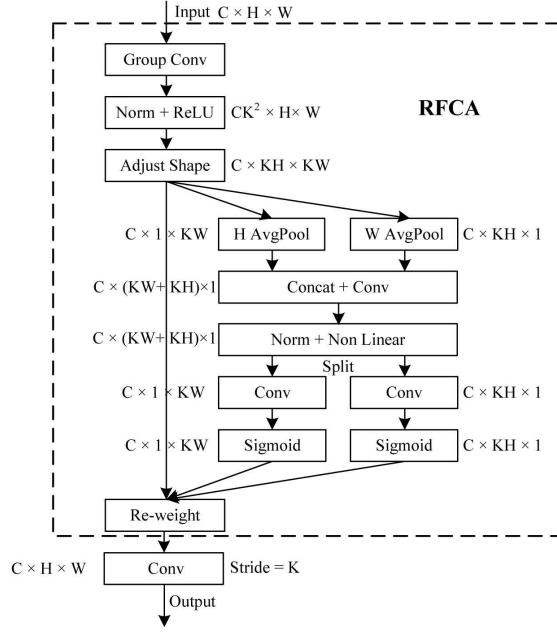 Input C × H × W
Group Conv
Norm + ReLU CK² × H× W
RFCA
Adjust Shape C × KH × KW
C × 1 × KW H AvgPool W AvgPool C × KH × 1
C × (KW+ KH)×1 Concat + Conv
C × (KW+ KH)×1 Norm + Non Linear
Split
C × 1 × KW Conv Conv C × KH × 1
C × 1 × KW Sigmoid Sigmoid C × KH × 1
Re-weight
C × H × W Conv Stride = K
Output